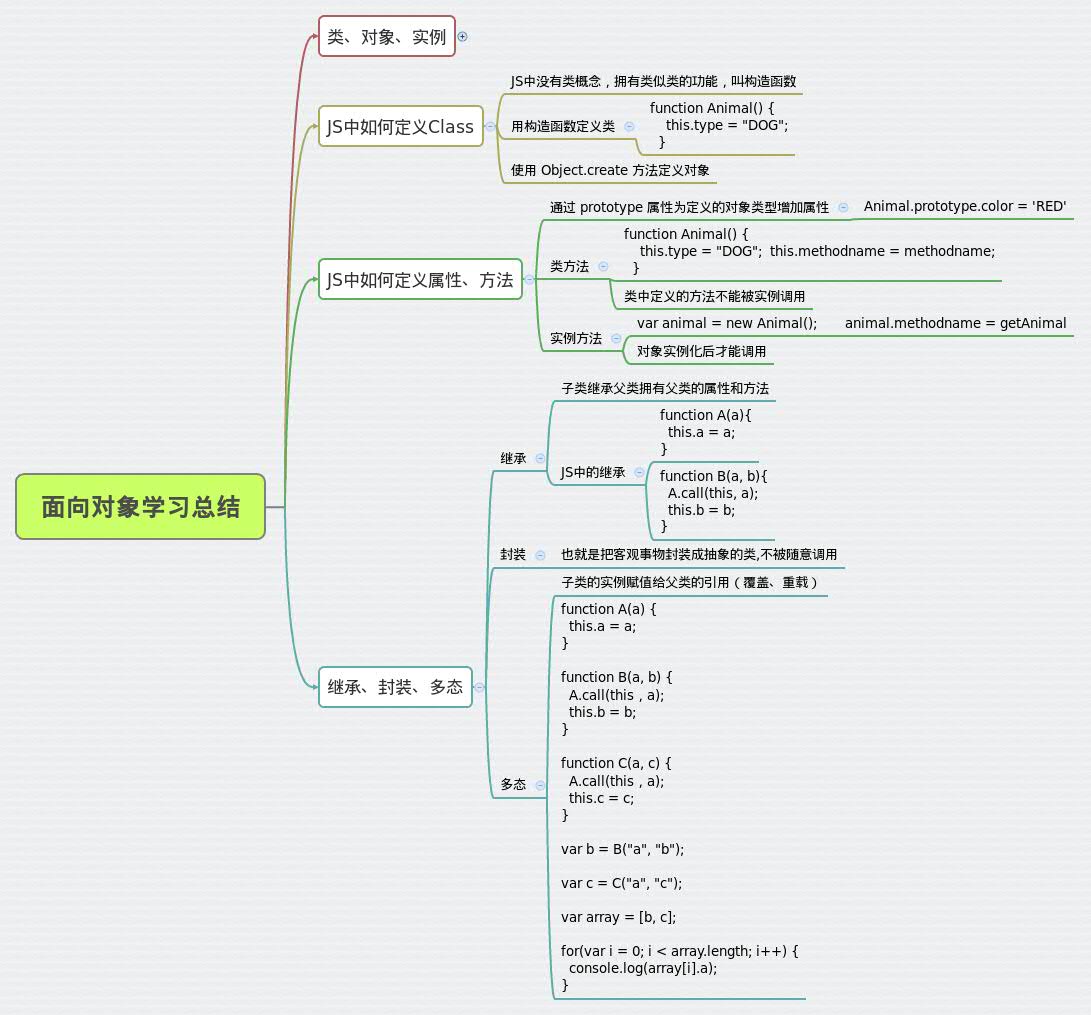 面向对象学习总结
类、对象、实例
JS中如何定义Class
JS中没有类概念，拥有类似类的功能，叫构造函数
用构造函数定义类
function Animal() {
this.type = "DOG";
}
使用 Object.create 方法定义对象
JS中如何定义属性、方法
通过 prototype 属性为定义的对象类型增加属性
Animal.prototype.color = 'RED'
类方法
function Animal() {
this.type = "DOG";  this.methodname = methodname;
}
类中定义的方法不能被实例调用
实例方法
var animal = new Animal();       animal.methodname = getAnimal
对象实例化后才能调用
继承、封装、多态
继承
子类继承父类拥有父类的属性和方法
JS中的继承
function A(a){
this.a = a;
}
function B(a, b){
A.call(this, a);
this.b = b;
}
封装
也就是把客观事物封装成抽象的类,不被随意调用
多态
子类的实例赋值给父类的引用（覆盖、重载）
function A(a) {
this.a = a;
}
function B(a, b) {
A.call(this , a);
this.b = b;
}
function C(a, c) {
A.call(this , a);
this.c = c;
}
var b = B("a", "b");
var c = C("a", "c");
var array = [b, c];
for(var i = 0; i < array.length; i++) {
console.log(array[i].a);
}